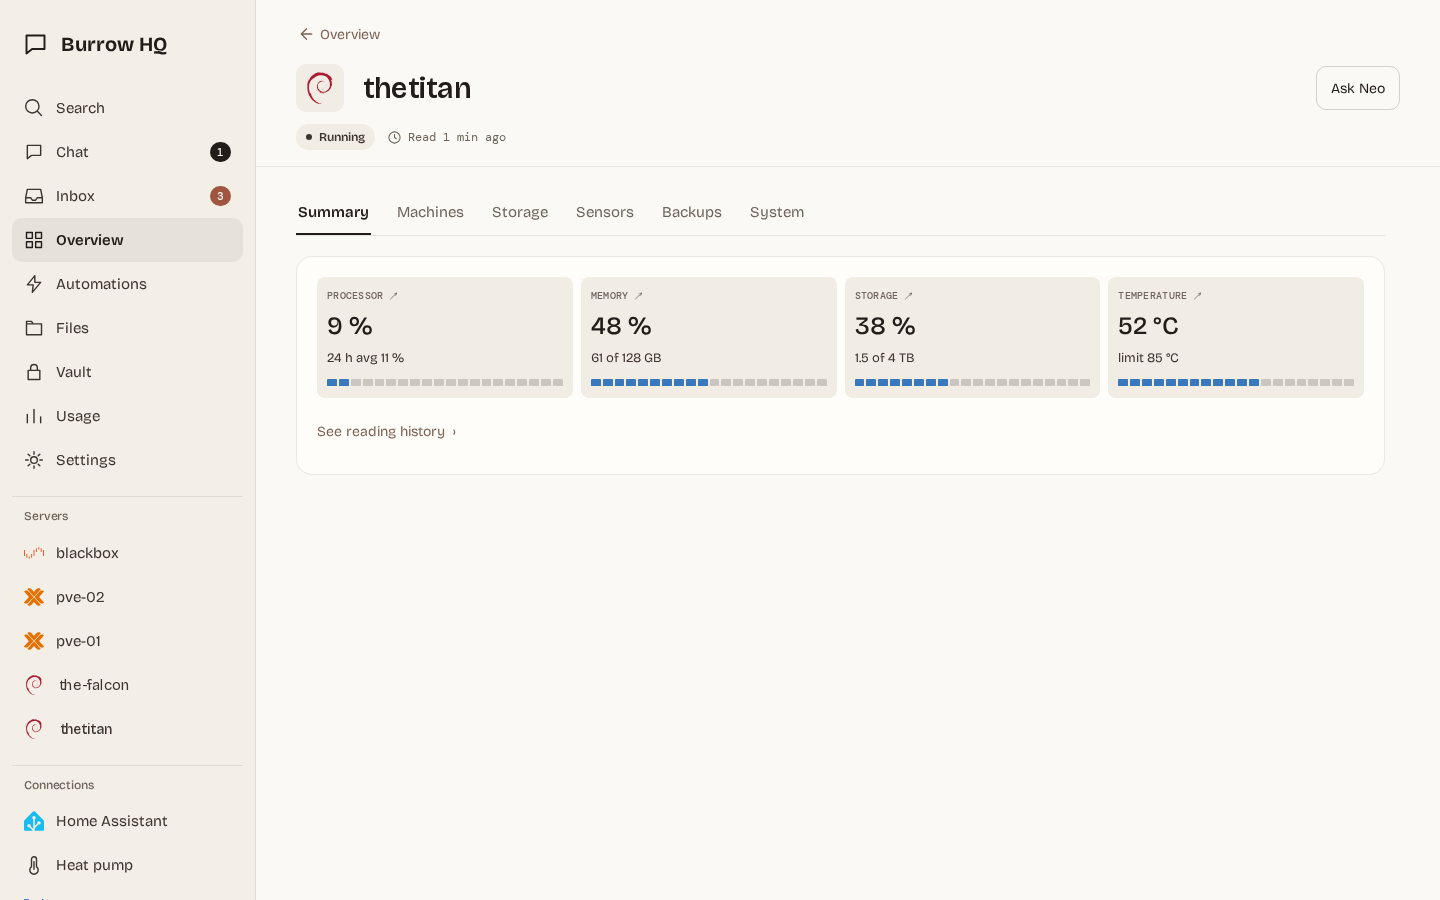 Burrow HQ
Search
Chat 1
Inbox 3
Overview
Automations
Files
Vault
Usage
Settings
Servers
blackbox
pve-02
pve-01
the-falcon
thetitan
Connections
Home Assistant
Heat pump
← Overview
thetitan
Ask Neo
Running
Read 1 min ago
Summary Machines Storage Sensors Backups System
PROCESSOR ↗
9 %
24 h avg 11 %
MEMORY ↗
48 %
61 of 128 GB
STORAGE ↗
38 %
1.5 of 4 TB
TEMPERATURE ↗
52 °C
limit 85 °C
See reading history ›